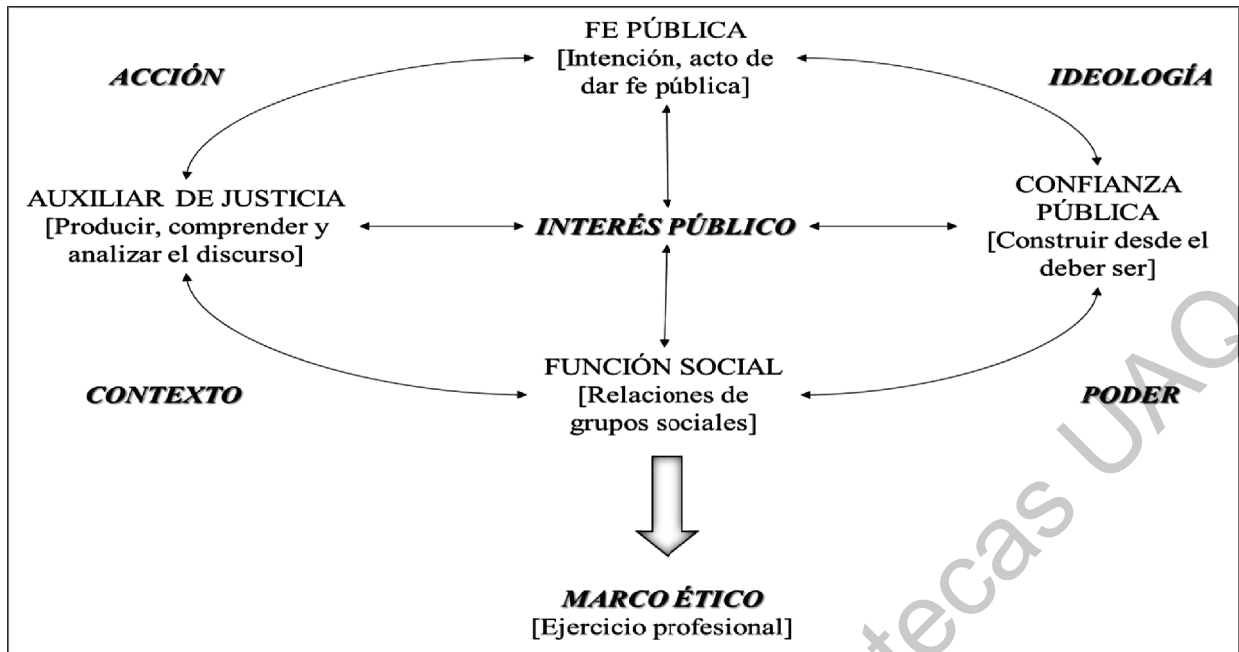 FE PÚBLICA
[Intención, acto de
dar fe pública]
ACCIÓN
IDEOLOGÍA
AUXILIAR DE JUSTICIA
[Producir, comprender y
analizar el discurso]
INTERÉS PÚBLICO
CONFIANZA
PÚBLICA
[Construir desde el
deber ser]
CONTEXTO
FUNCIÓN SOCIAL
[Relaciones de
grupos sociales]
PODER
MARCO ÉTICO
[Ejercicio profesional]
tecas UAQ